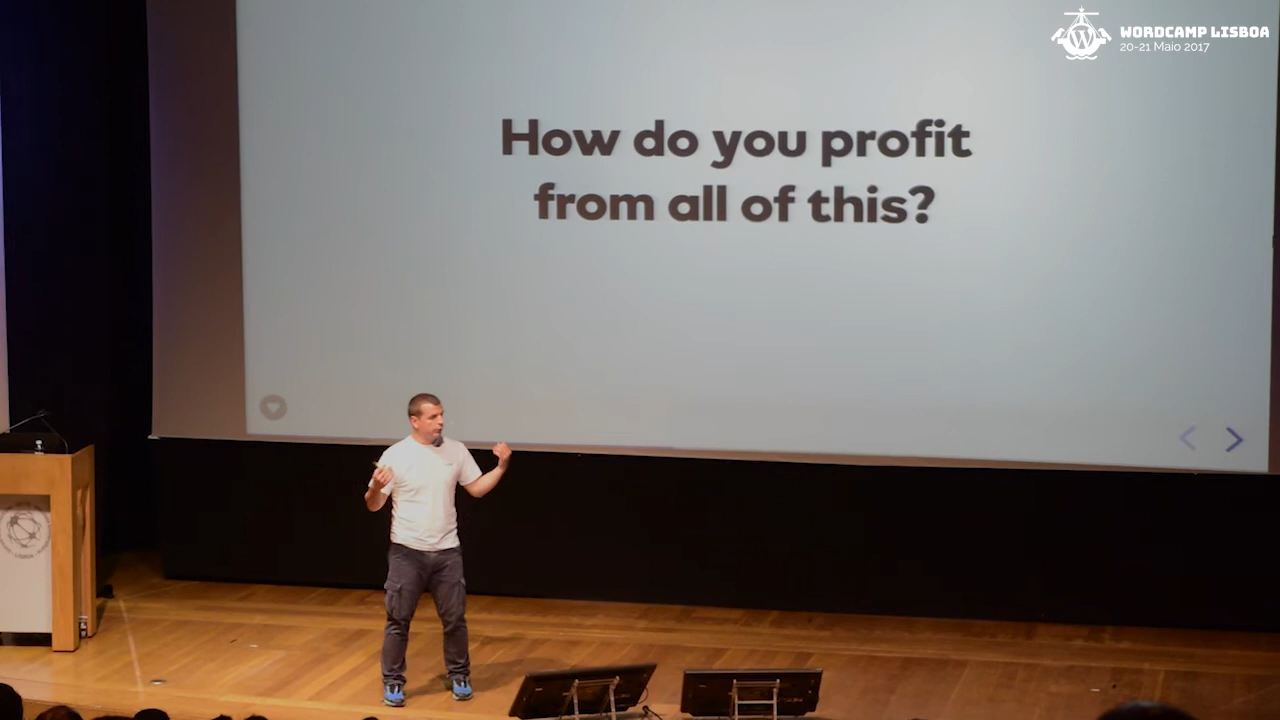 WORDCAMP LISBOA
20-21 Maio 2017
How do you profit
from all of this?